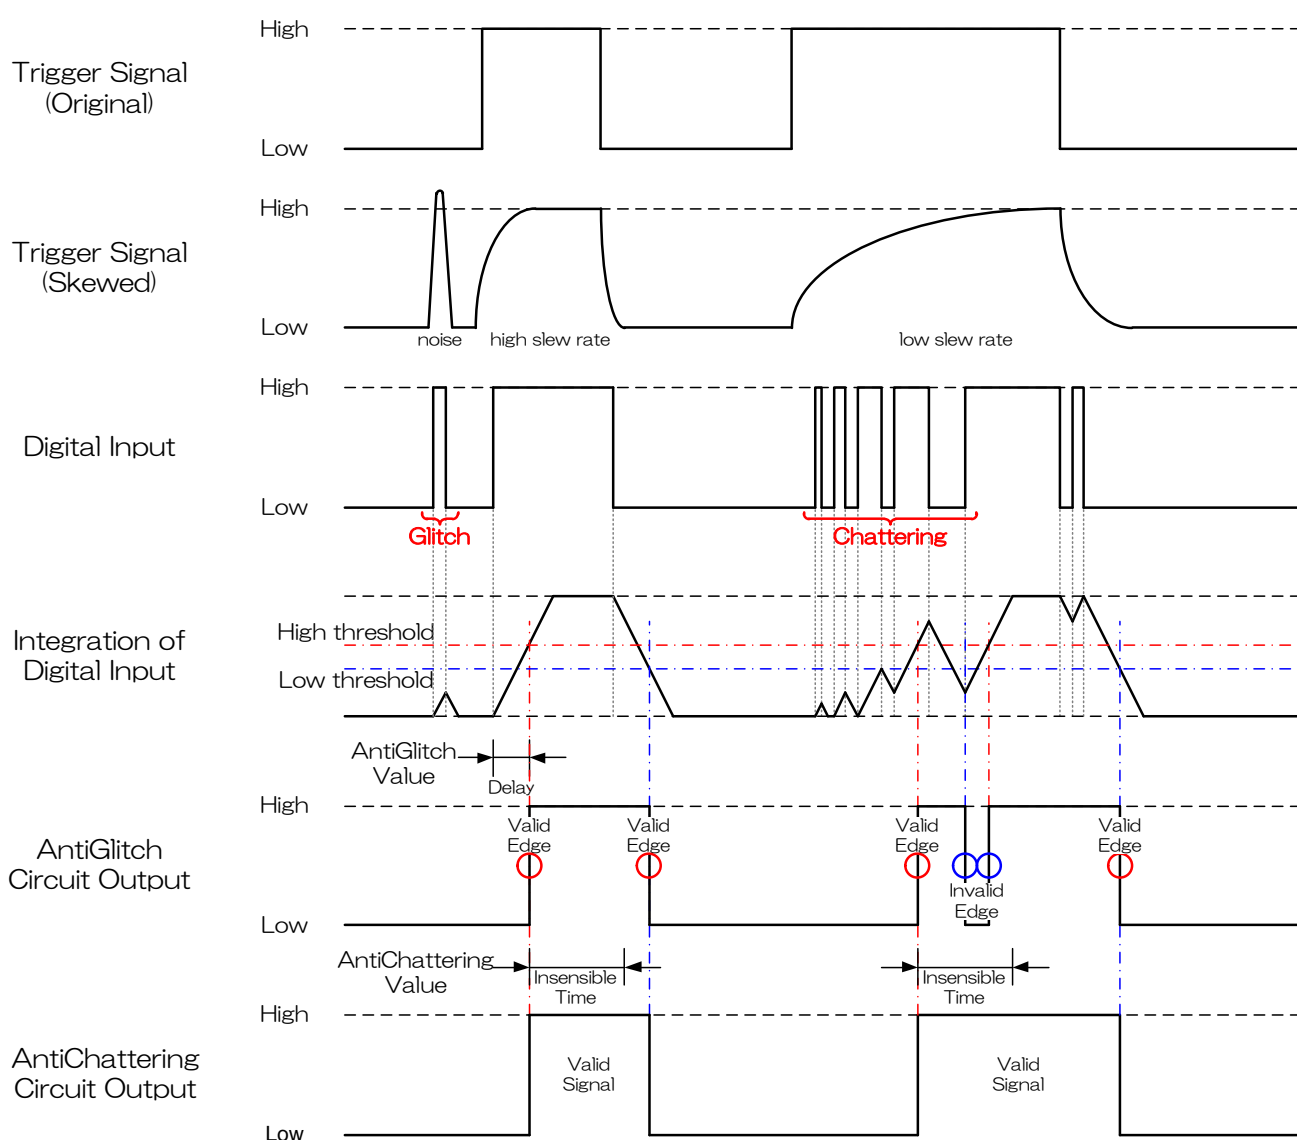 High
Trigger Signal
(Original)
Low
High
Trigger Signal
(Skewed)
Low
noise
high slew rate
low slew rate
High
Digital Input
Low
Glitch
Chattering
High threshold
Integration of
Digital Input
Low threshold
AntiGlitch
Value
Delay
High
Valid
Edge
Valid
Edge
Valid
Edge
Valid
Edge
AntiGlitch
Circuit Output
Invalid
Edge
Low
AntiChattering
Value
Insensible
Time
Insensible
Time
High
AntiChattering
Circuit Output
Valid
Signal
Valid
Signal
Low